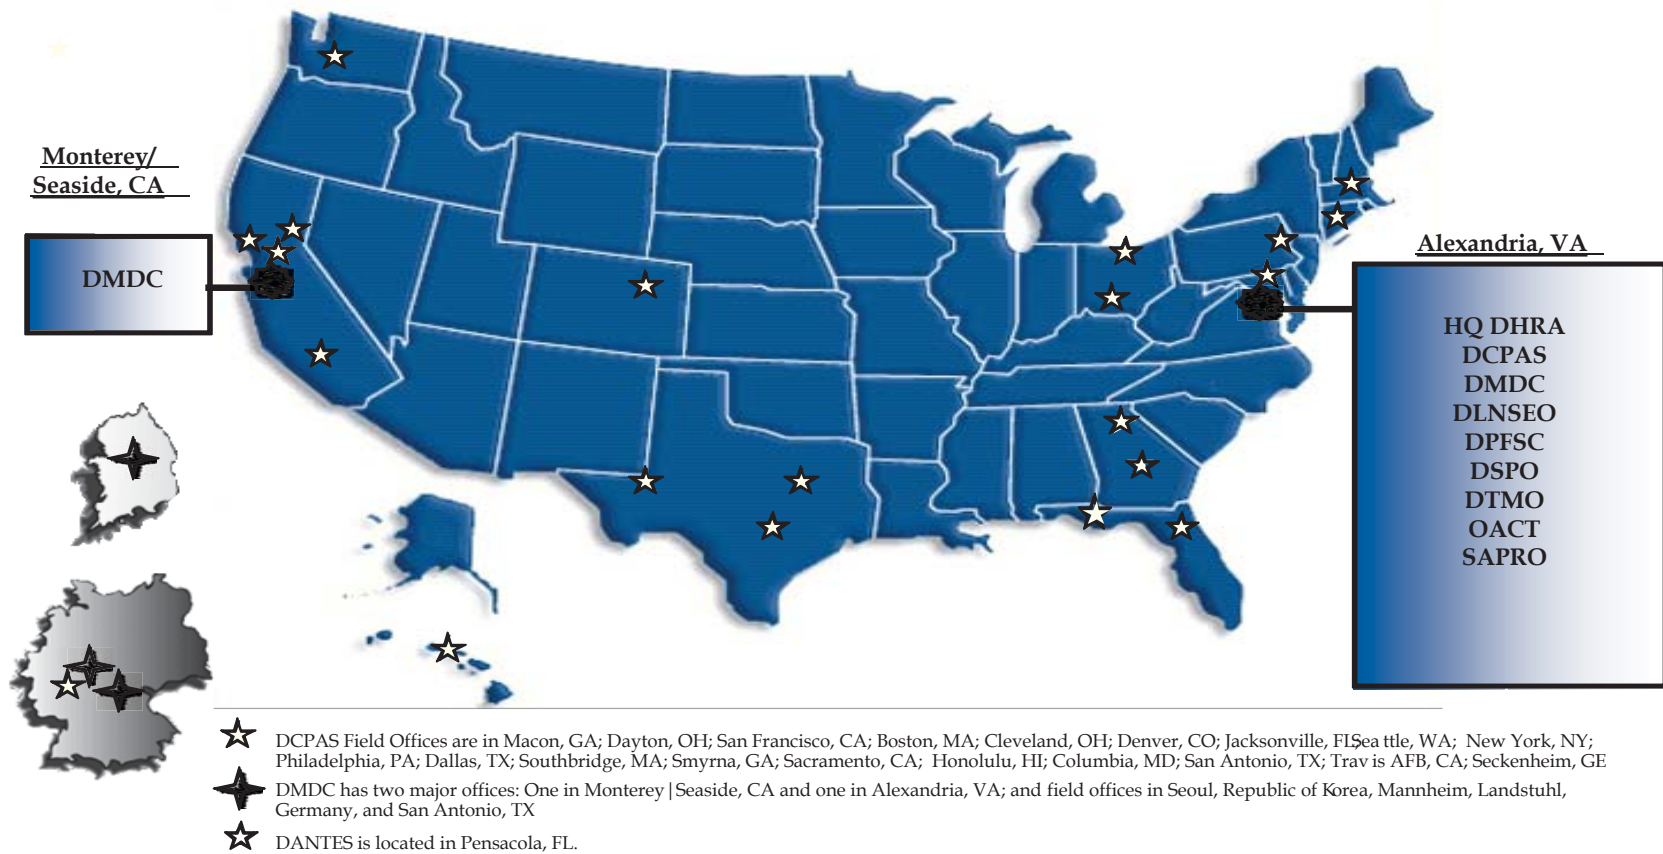 Monterey/
Seaside, CA
DMDC
Alexandria, VA
HQ DHRA
DCPAS
DMDC
DLNSEO
DPFSC
DSPO
DTMO
OACT
SAPRO
DCPAS Field Offices are in Macon, GA; Dayton, OH; San Francisco, CA; Boston, MA; Cleveland, OH; Denver, CO; Jacksonville, FL;Sea ttle, WA; New York, NY;
Philadelphia, PA; Dallas, TX; Southbridge, MA; Smyrna, GA; Sacramento, CA; Honolulu, HI; Columbia, MD; San Antonio, TX; Trav is AFB, CA; Seckenheim, GE
DMDC has two major offices: One in Monterey|Seaside, CA and one in Alexandria, VA; and field offices in Seoul, Republic of Korea, Mannheim, Landstuhl,
Germany, and San Antonio, TX
DANTES is located in Pensacola, FL.